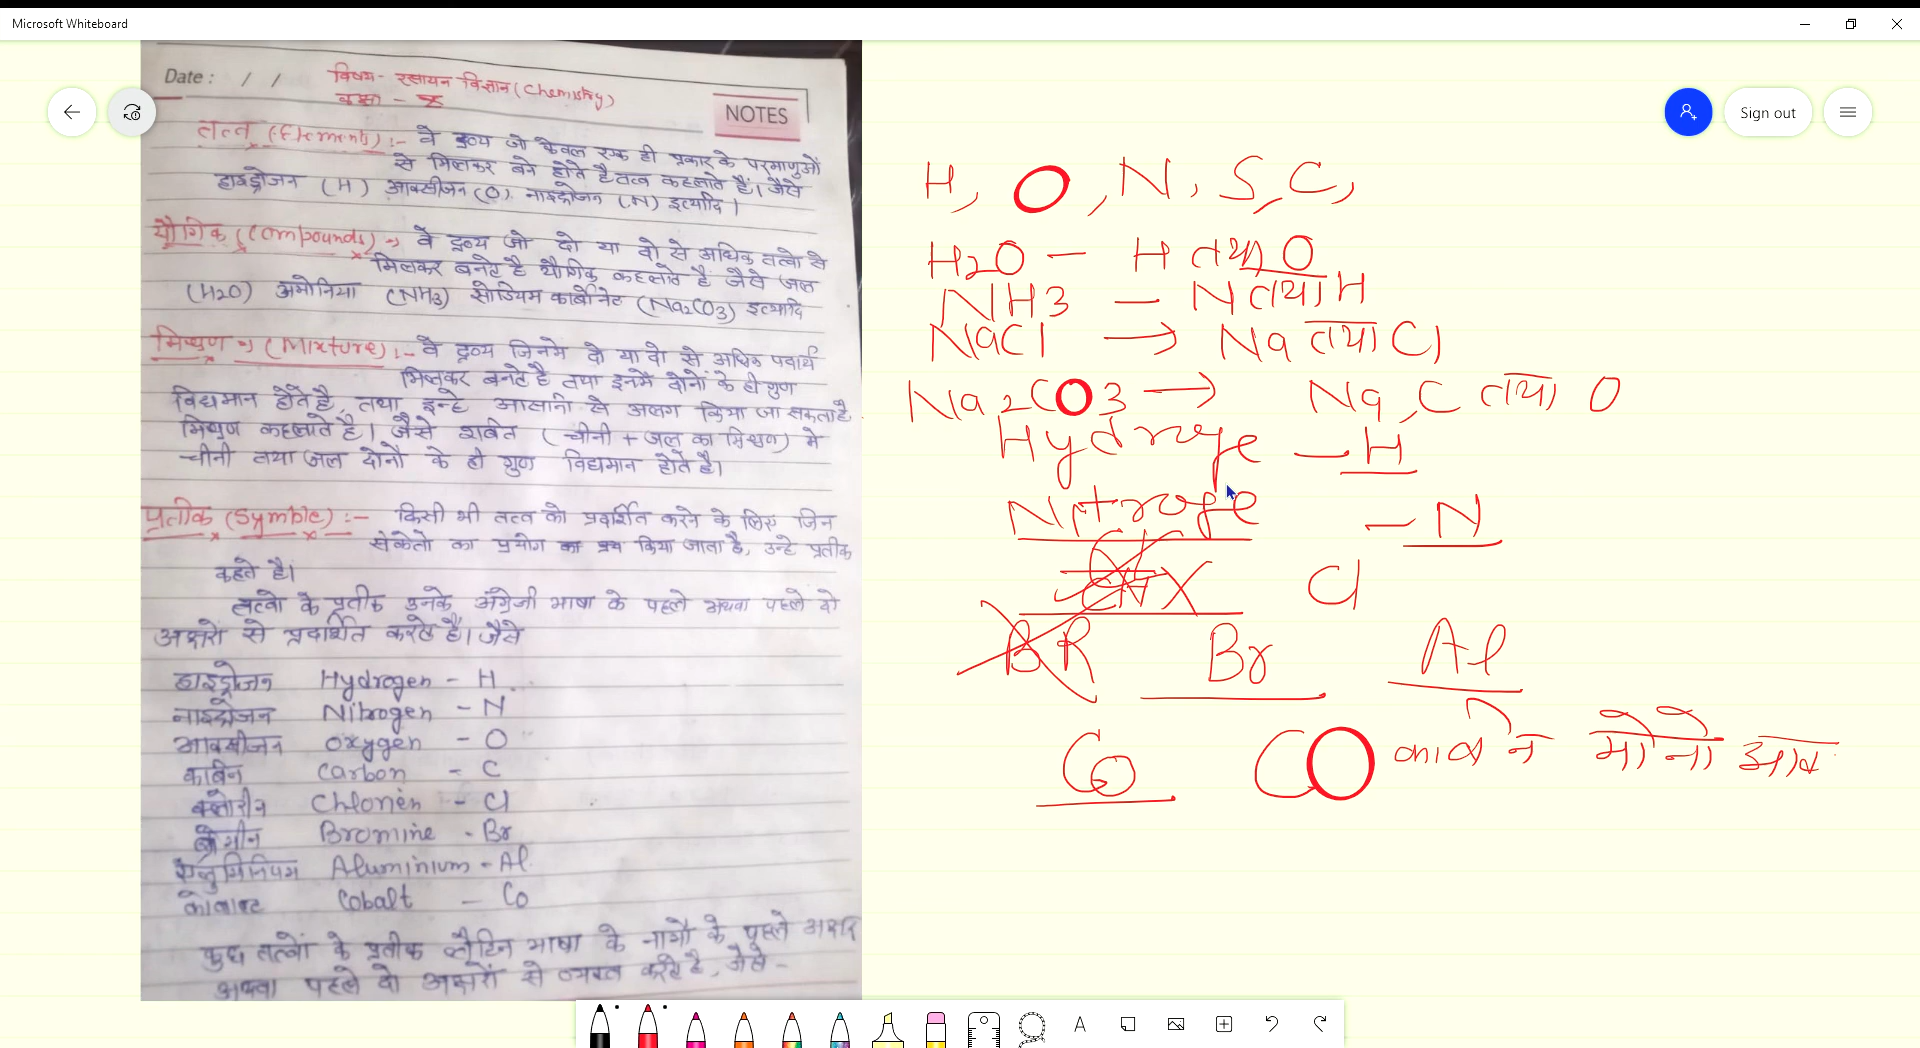 Microsoft Whiteboard
Sign out
Date : / /
विषय- रसायन विज्ञान (Chemistry)
कक्षा - X
NOTES
तत्व (Elements) :- वे द्रव्य जो केवल एक ही प्रकार के परमाणुओं
से मिलकर बने होते है तत्व कहलाते हैं। जैसे
हाइड्रोजन (H) आक्सीजन (O), नाइट्रोजन (N) इत्यादि।
यौगिक (Compounds) → वे द्रव्य जो दो या दो से अधिक तत्वो से
मिलकर बनते है यौगिक कहलाते है जैसे जल
(H2O) अमोनिया (NH3) सोडियम कार्बोनेट (Na2CO3) इत्यादि
मिश्रण → (Mixture) :- वे द्रव्य जिनमे दो या दो से अधिक पदार्थ
मिलकर बनते है तथा इनमें दोनों के ही गुण
विद्यमान होते है, तथा इन्हे आसानी से अलग किया जा सकता है
मिश्रण कहलाते है। जैसे शर्बत (चीनी + जल का मिश्रण) में
चीनी तथा जल दोनो के ही गुण विद्यमान होते है।
प्रतीक (Symble) :- किसी भी तत्व को प्रदर्शित करने के लिए जिन
संकेतो का प्रयोग किया जाता है, उन्हे प्रतीक
कहते है।
तत्वो के प्रतीक उनके अंग्रेजी भाषा के पहले अथवा पहले दो
अक्षरों से प्रदर्शित करते हैं। जैसे
हाइड्रोजन Hydrogen - H
नाइट्रोजन Nitrogen - N
आक्सीजन Oxygen - O
कार्बन Carbon - C
क्लोरीन Chlorien - Cl
ब्रोमीन Bromine - Br
एल्युमिनियम Aluminium - Al
कोबाल्ट Cobalt - Co
कुछ तत्वों के प्रतीक लैटिन भाषा के नामों के पहले अक्षर
अथवा पहले दो अक्षरों से व्यक्त करते है, जैसे -
H, O, N, S, C,
H2O - H तथा O
NH3 - N तथा H
NaCl → Na तथा Cl
Na2CO3 → Na, C तथा O
Hydroge - H
Nitroge - N
Cl
BR Br Al
Co CO कार्बन मोनो आक